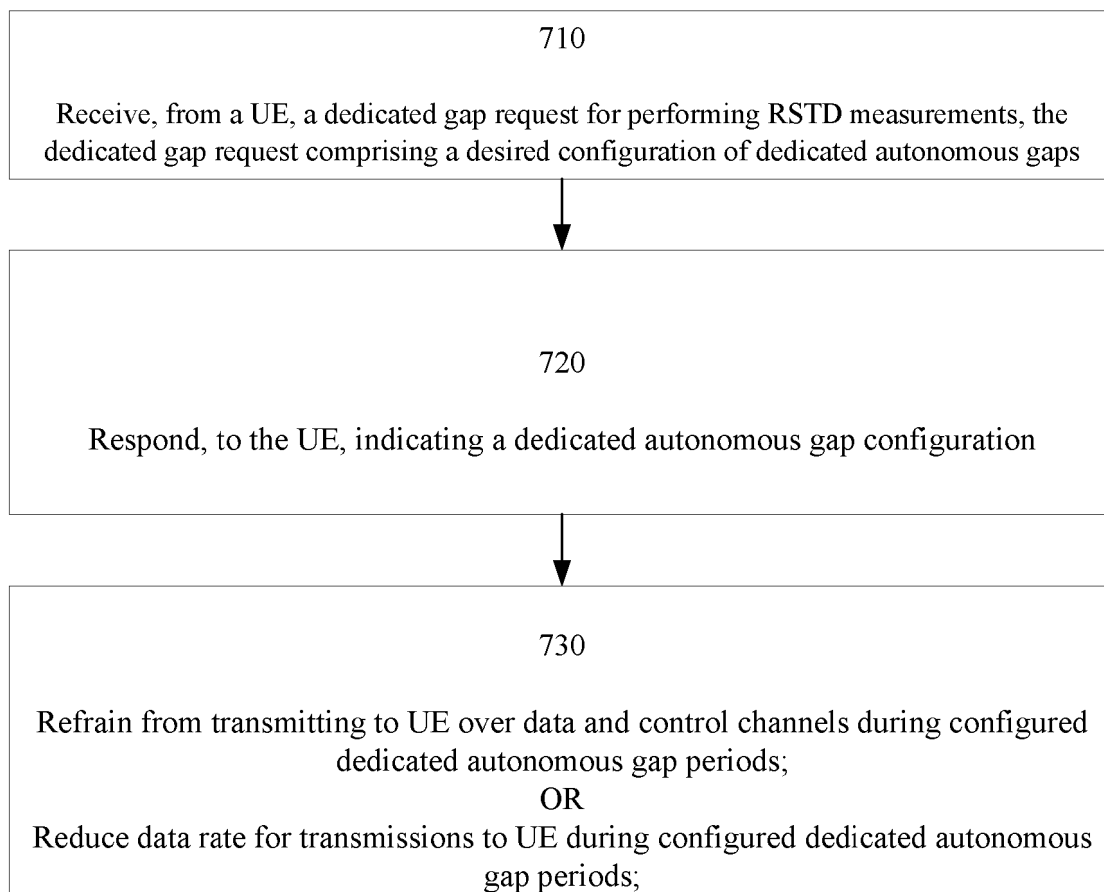 710
Receive, from a UE, a dedicated gap request for performing RSTD measurements, the
dedicated gap request comprising a desired configuration of dedicated autonomous gaps
720
Respond, to the UE, indicating a dedicated autonomous gap configuration
730
Refrain from transmitting to UE over data and control channels during configured
dedicated autonomous gap periods;
OR
Reduce data rate for transmissions to UE during configured dedicated autonomous
gap periods;